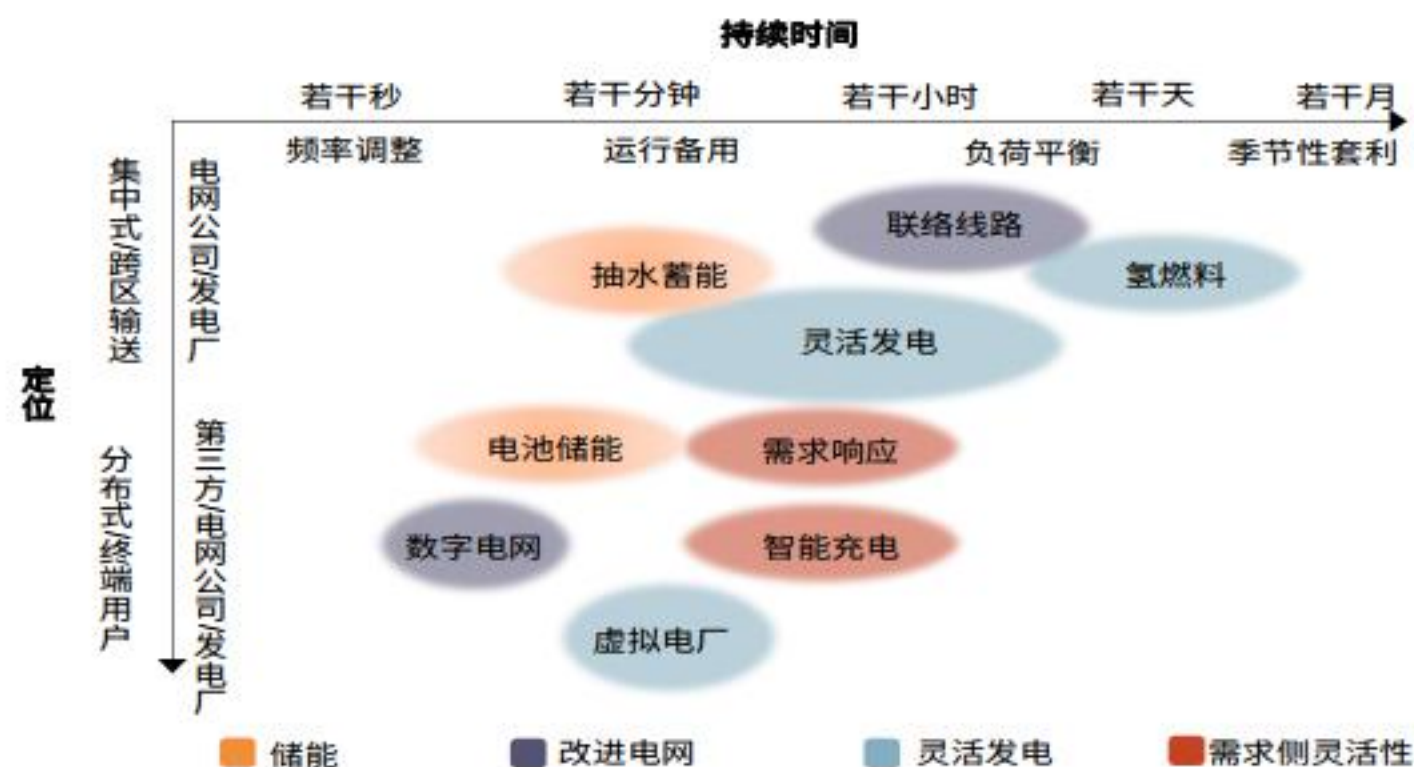 持续时间
若干秒
若干分钟
若干小时
若干天
若干月
频率调整
运行备用
负荷平衡
季节性套利
定位
集中式/跨区输送
电网公司/发电厂
分布式/终端用户
第三方/电网公司/发电厂
联络线路
抽水蓄能
氢燃料
灵活发电
电池储能
需求响应
数字电网
智能充电
虚拟电厂
储能
改进电网
灵活发电
需求侧灵活性